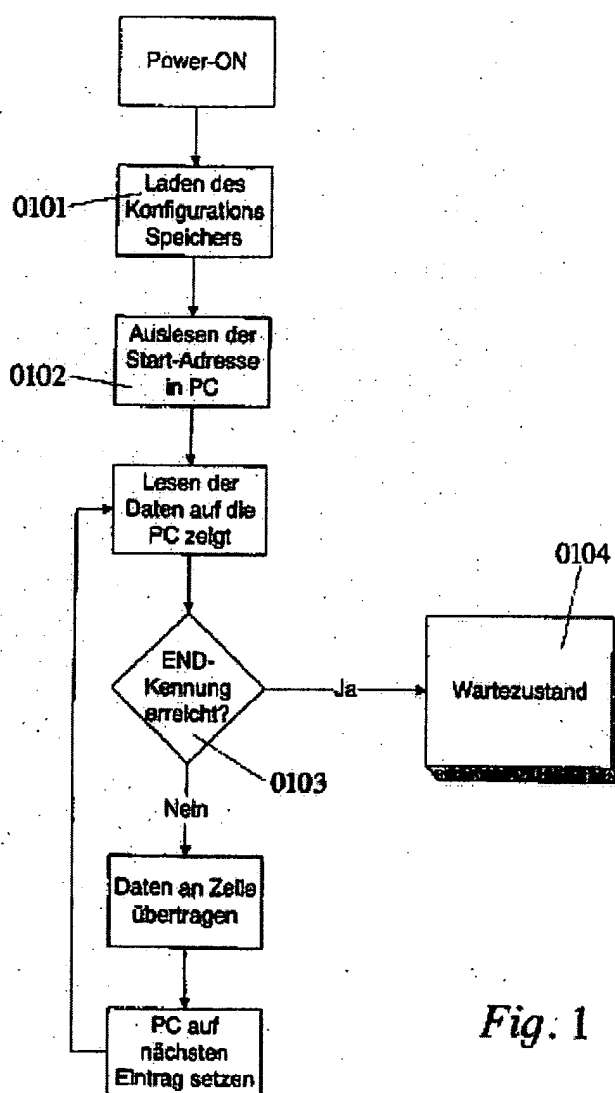 Power-ON
0101
Laden des
Konfigurations
Speichers
0102
Auslesen der
Start-Adresse
in PC
Lesen der
Daten auf die
PC zeigt
0104
END-
Kennung
erreicht?
Ja
Wartezustand
0103
Nein
Daten an Zelle
übertragen
PC auf
nächsten
Eintrag setzen
Fig. 1